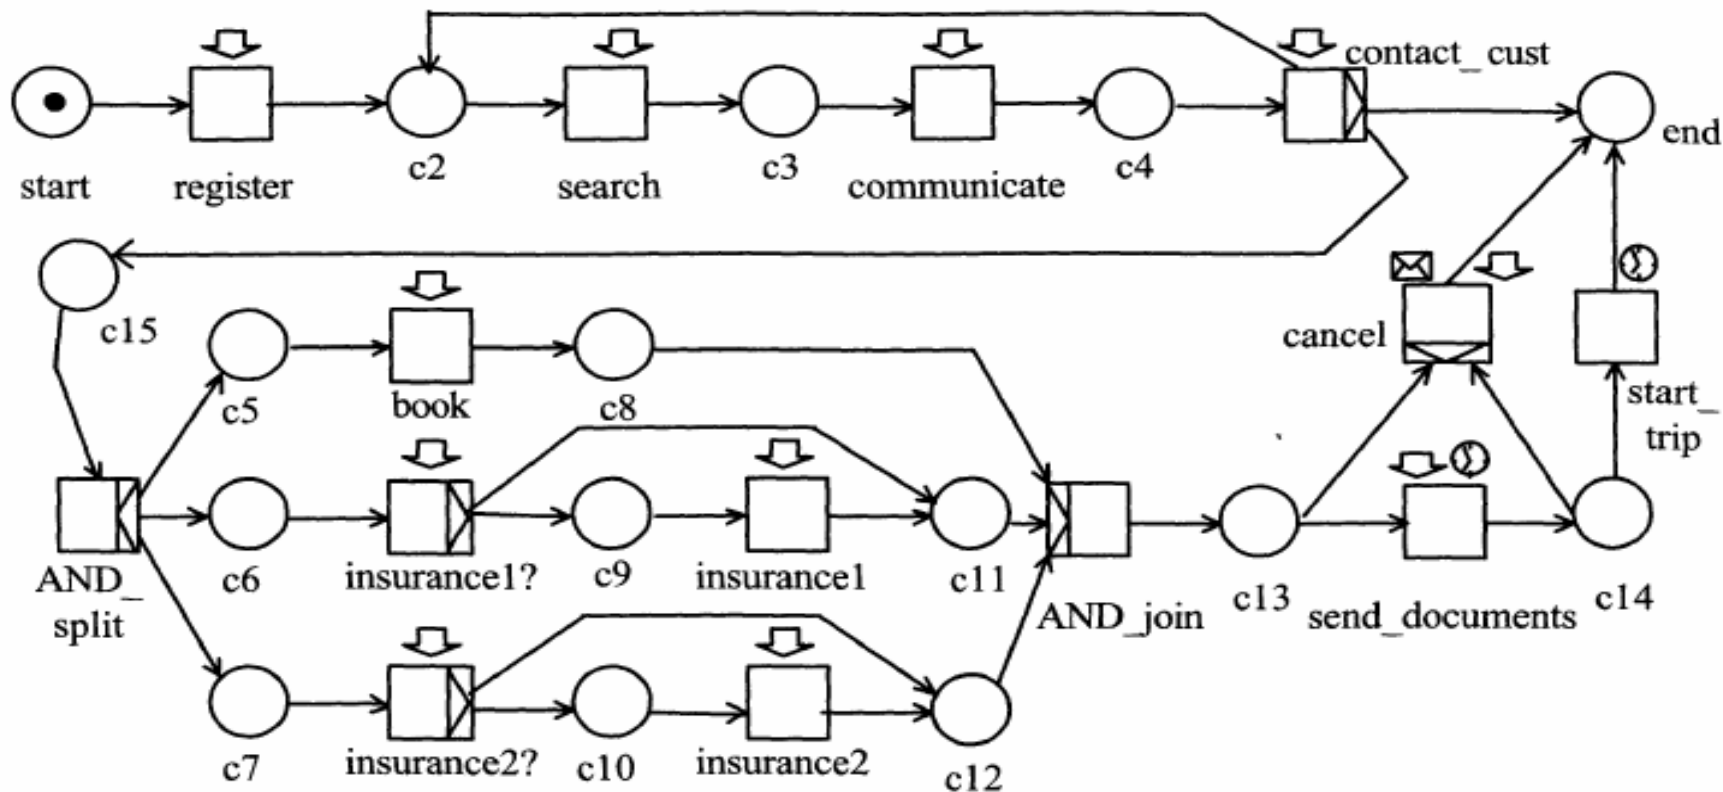 contact_cust
end
start
register
c2
search
c3
communicate
c4
c15
cancel
c5
book
c8
start_
trip
AND_
split
c6
insurance1?
c9
insurance1
c11
AND_join
c13
send_documents
c14
c7
insurance2?
c10
insurance2
c12